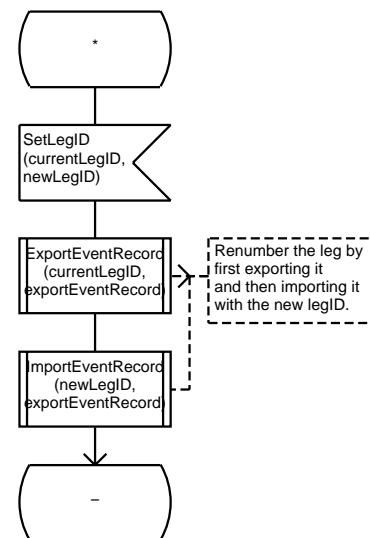 *
SetLegID
(currentLegID,
newLegID)
ExportEventRecord
(currentLegID,
exportEventRecord)
Renumber the leg by
first exporting it
and then importing it
with the new legID.
ImportEventRecord
(newLegID,
exportEventRecord)
–